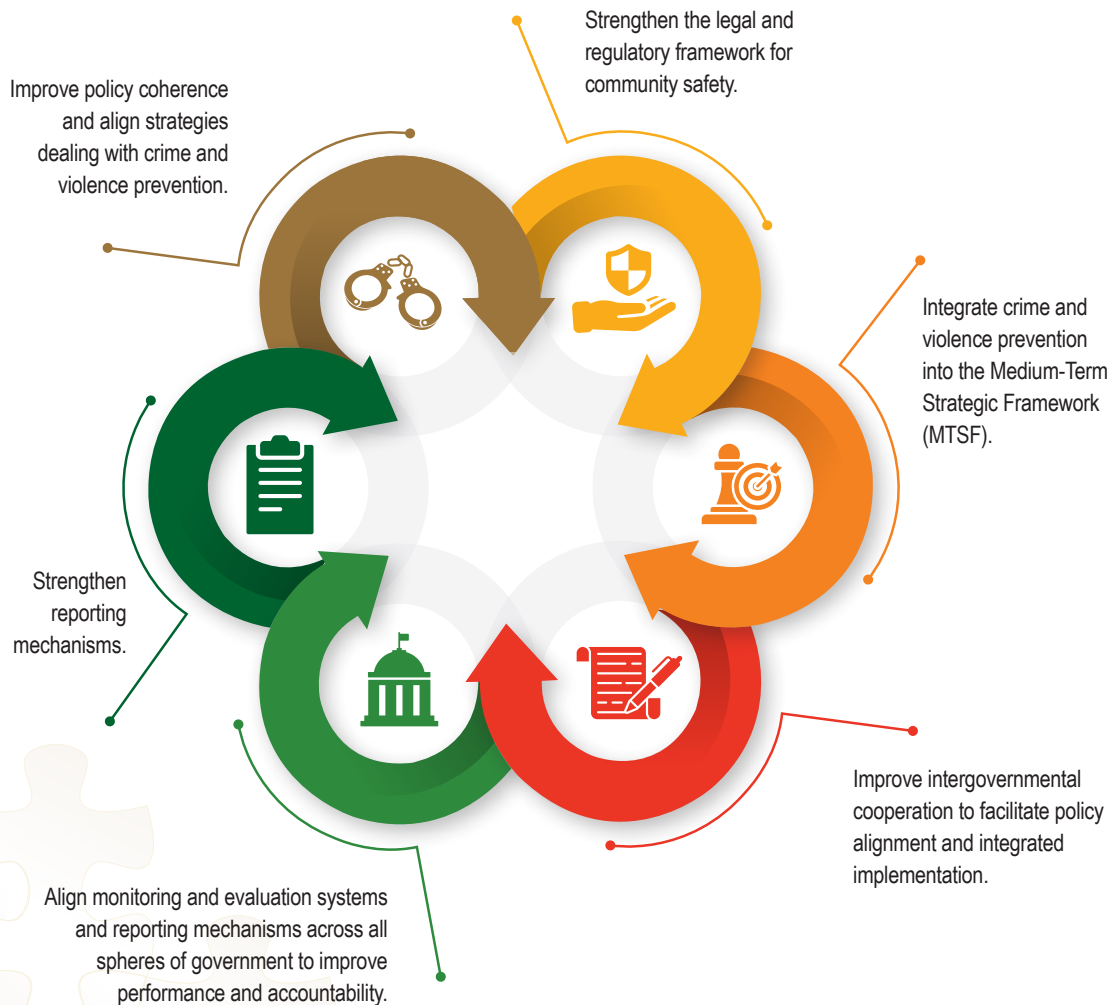 Strengthen the legal and
regulatory framework for
community safety.
Improve policy coherence
and align strategies
dealing with crime and
violence prevention.
Integrate crime and
violence prevention
into the Medium-Term
Strategic Framework
(MTSF).
Strengthen
reporting
mechanisms.
Improve intergovernmental
cooperation to facilitate policy
alignment and integrated
implementation.
Align monitoring and evaluation systems
and reporting mechanisms across all
spheres of government to improve
performance and accountability.